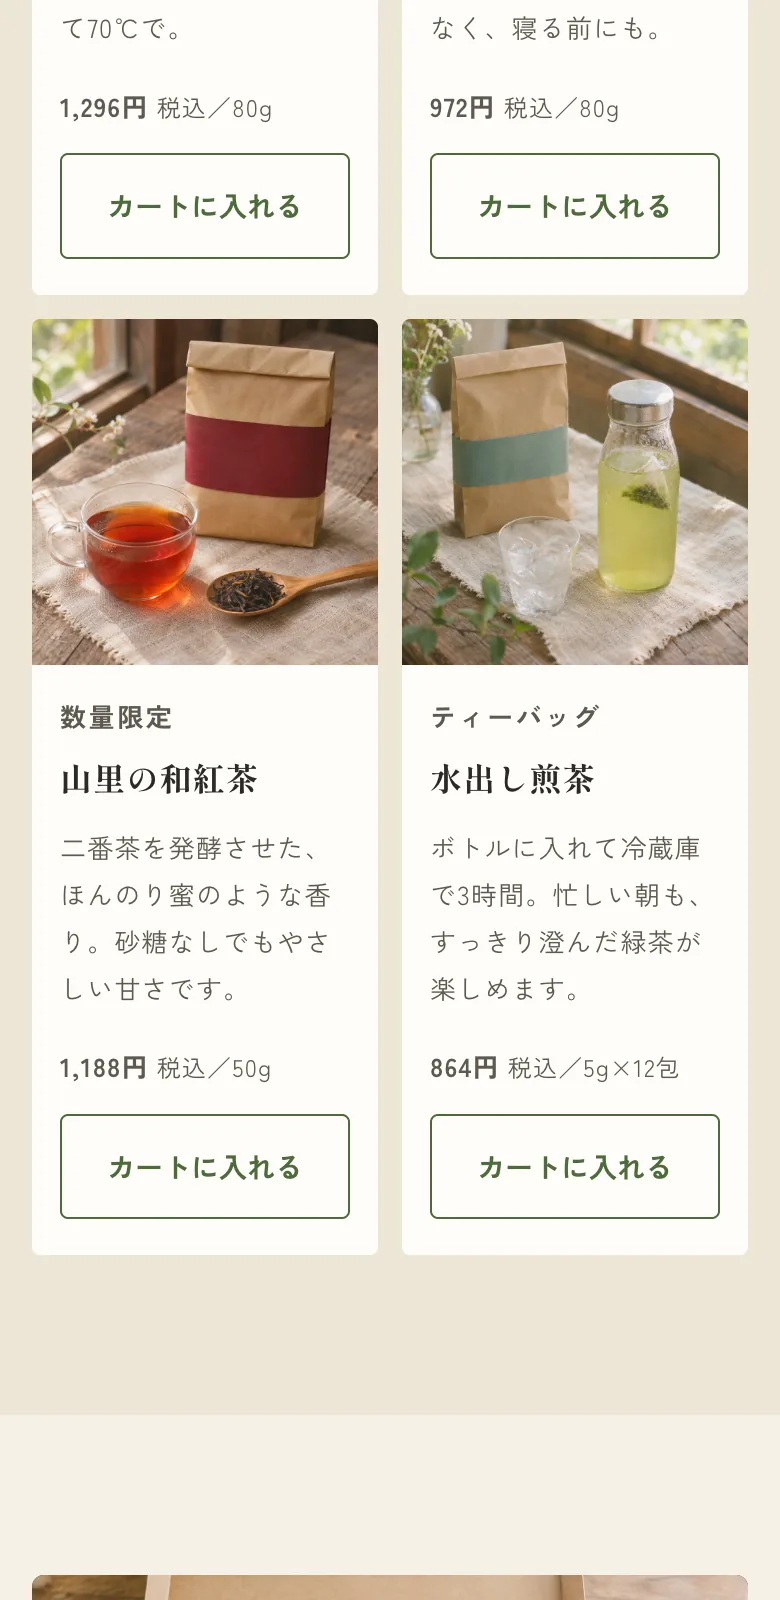 て70℃で。
1,296円 税込／80g
カートに入れる
なく、寝る前にも。
972円 税込／80g
カートに入れる
数量限定
山里の和紅茶
二番茶を発酵させた、
ほんのり蜜のような香
り。砂糖なしでもやさ
しい甘さです。
1,188円 税込／50g
カートに入れる
ティーバッグ
水出し煎茶
ボトルに入れて冷蔵庫
で3時間。忙しい朝も、
すっきり澄んだ緑茶が
楽しめます。
864円 税込／5g×12包
カートに入れる